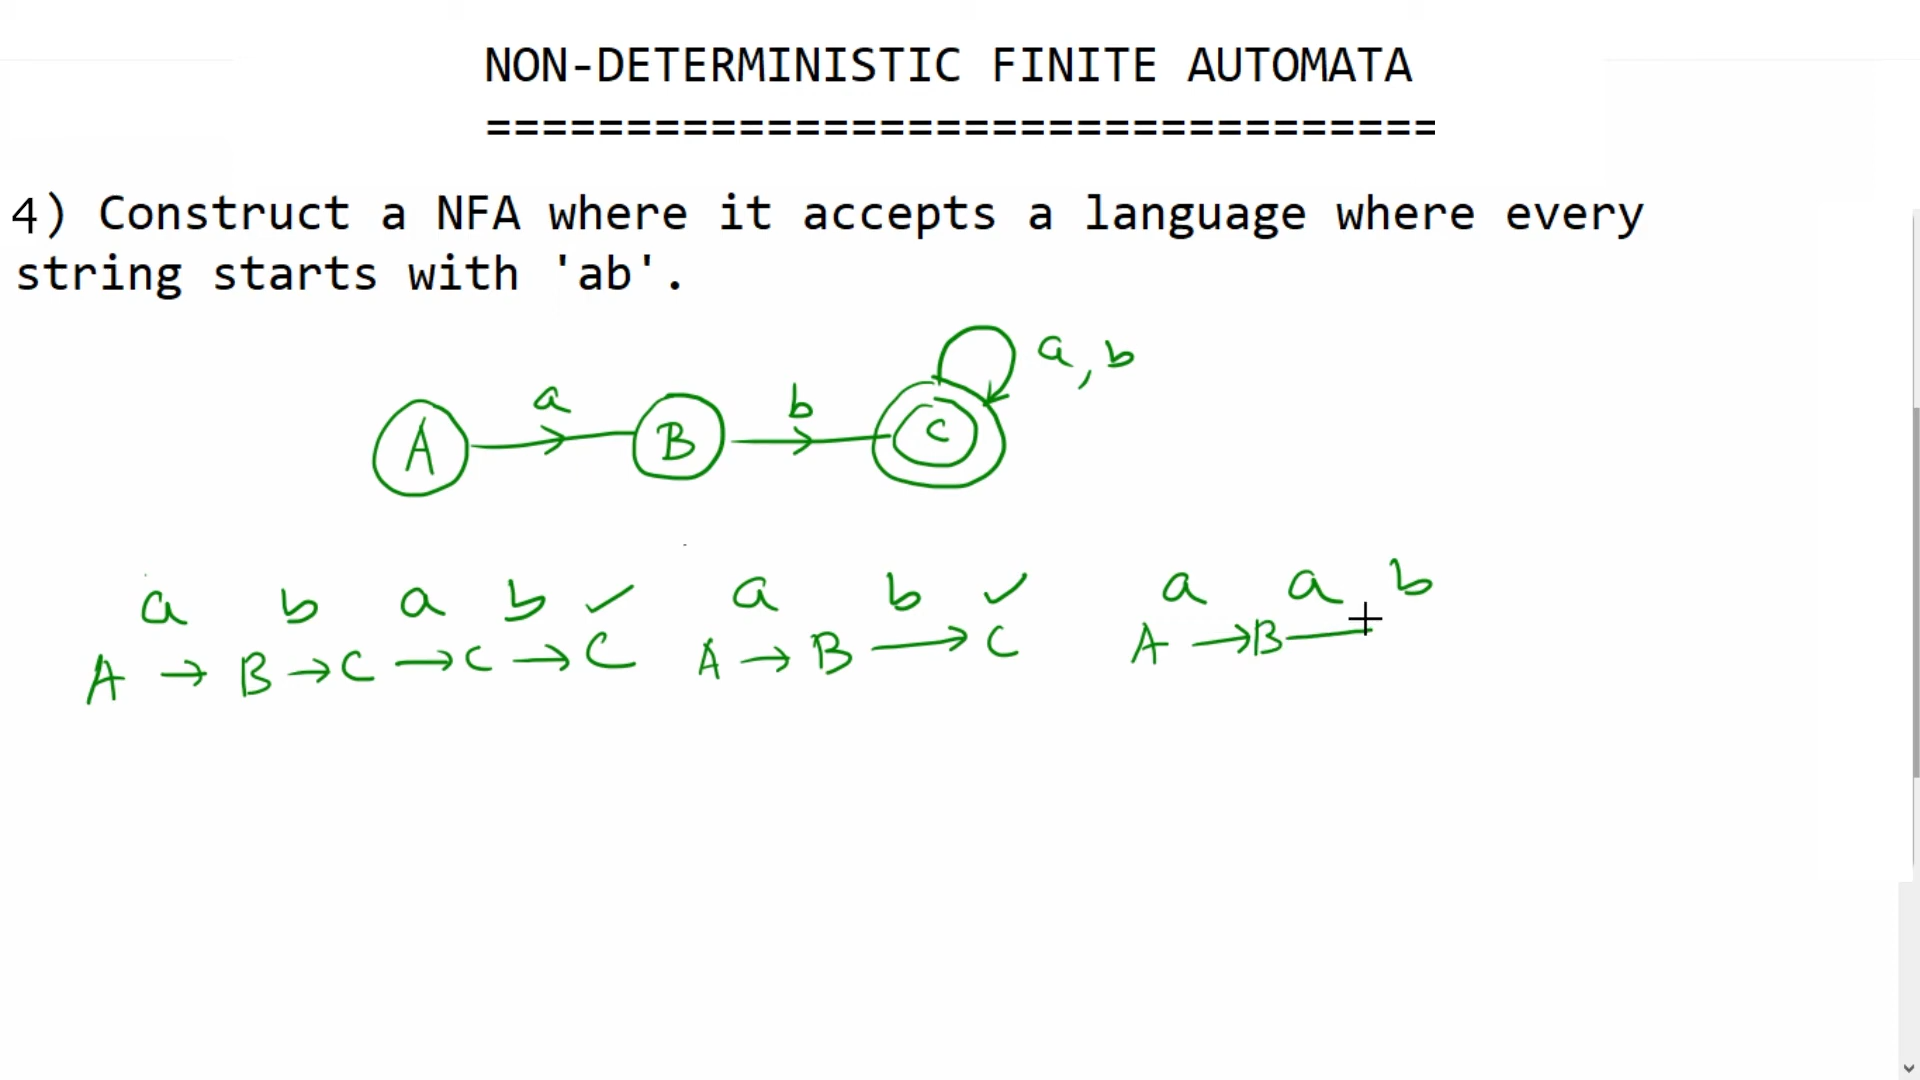 NON-DETERMINISTIC FINITE AUTOMATA
==================================
4) Construct a NFA where it accepts a language where every
string starts with 'ab'.
a, b
a b
A B C
a b a b ✓ a b ✓ a a b
A → B → C → C → C A → B → C A → B